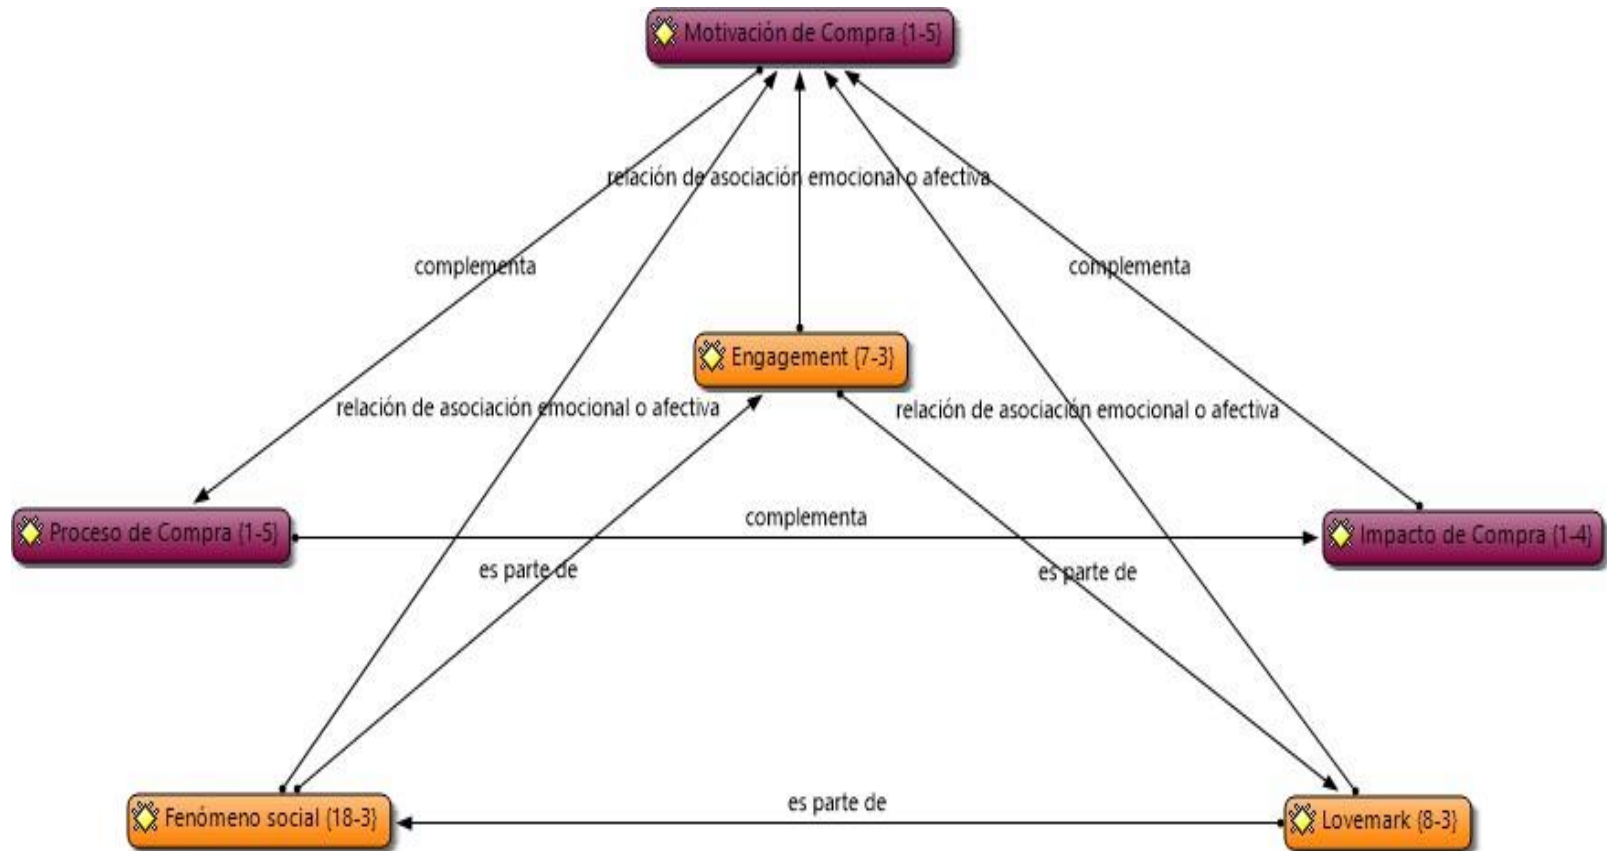 Motivación de Compra {1-5}
relación de asociación emocional o afectiva
complementa
complementa
Engagement {7-3}
relación de asociación emocional o afectiva
relación de asociación emocional o afectiva
Proceso de Compra {1-5}
complementa
Impacto de Compra {1-4}
es parte de
es parte de
Fenómeno social {18-3}
es parte de
Lovemark {8-3}